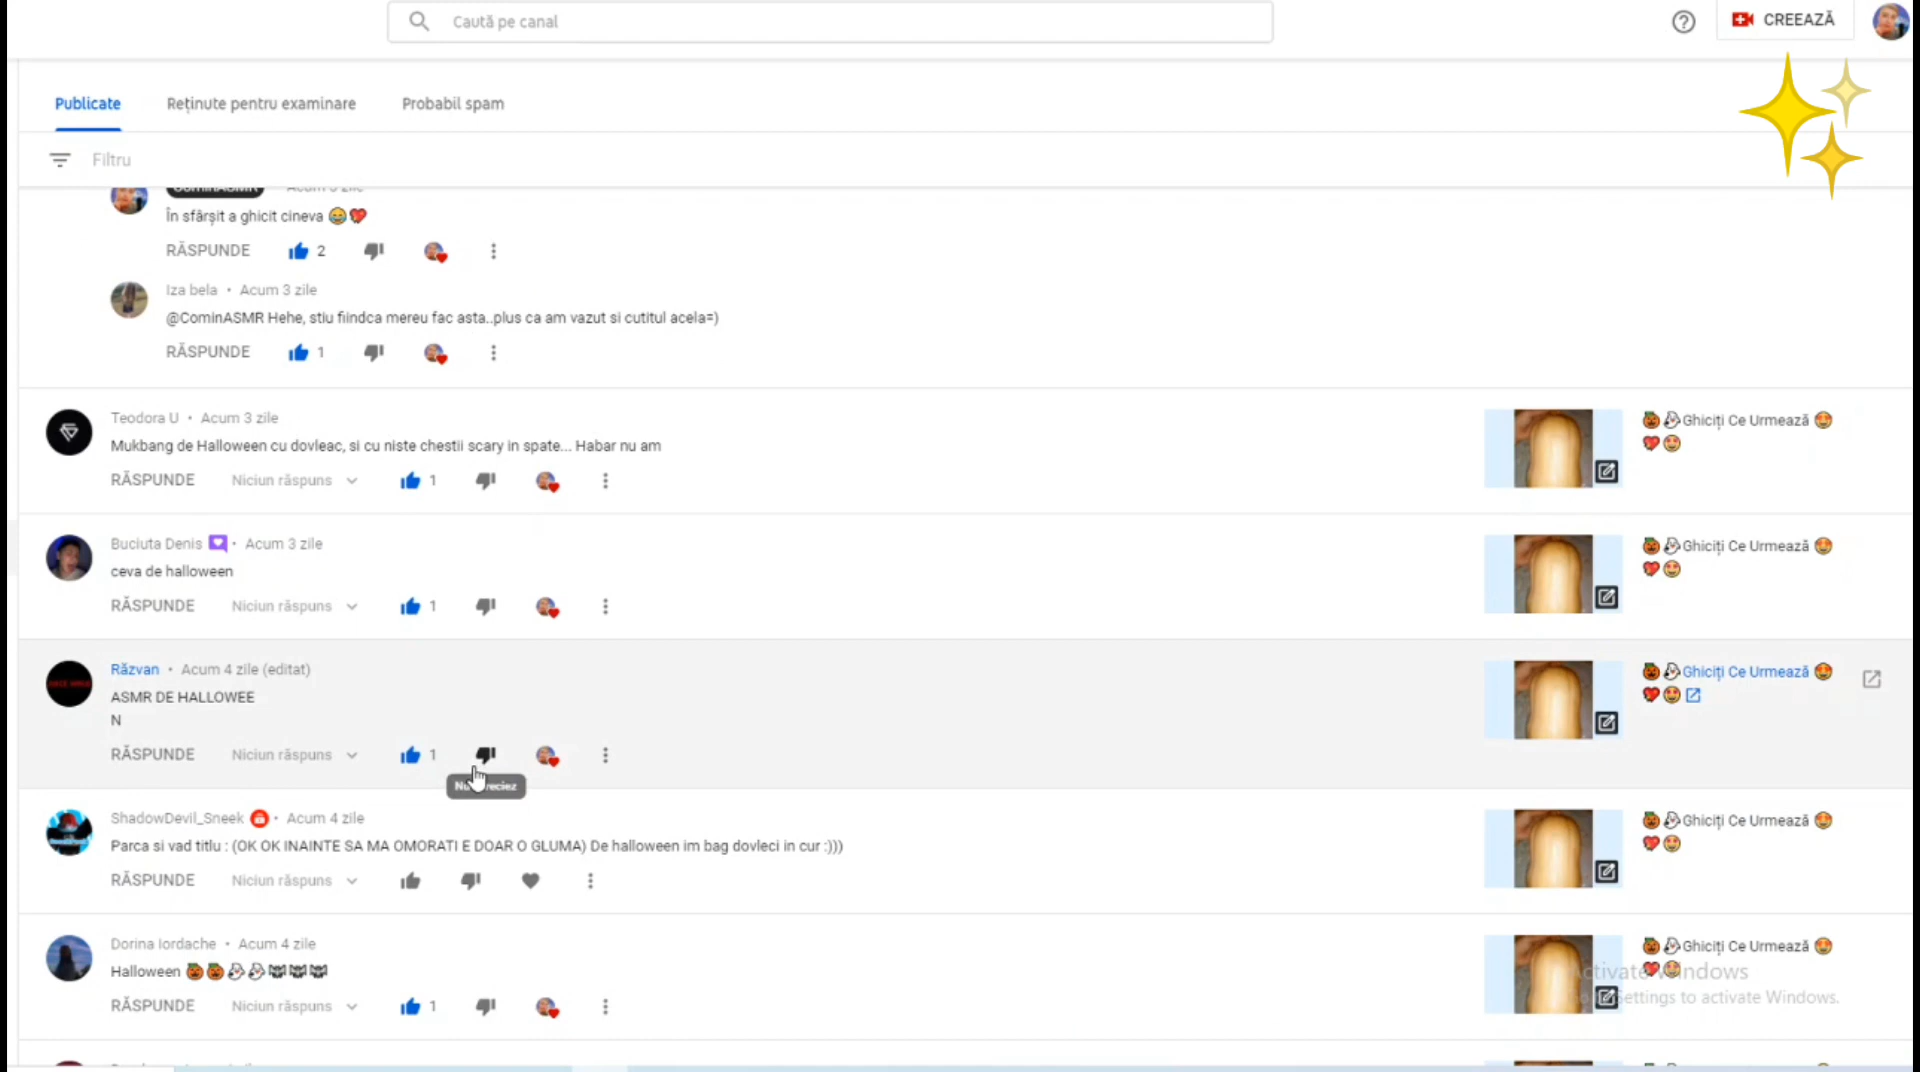 Caută pe canal
CREEAZĂ
Publicate
Reținute pentru examinare
Probabil spam
Filtru
În sfârșit a ghicit cineva 😂💖
RĂSPUNDE 2
Iza bela • Acum 3 zile
@CominASMR Hehe, stiu fiindca mereu fac asta..plus ca am vazut si cutitul acela=)
RĂSPUNDE 1
Teodora U • Acum 3 zile
Mukbang de Halloween cu dovleac, si cu niste chestii scary in spate... Habar nu am
RĂSPUNDE Niciun răspuns 1
🎃👻Ghiciți Ce Urmează 🤩
💖🤩
Buciuta Denis • Acum 3 zile
ceva de halloween
RĂSPUNDE Niciun răspuns 1
🎃👻Ghiciți Ce Urmează 🤩
💖🤩
Răzvan • Acum 4 zile (editat)
ASMR DE HALLOWEE
N
RĂSPUNDE Niciun răspuns 1
🎃👻Ghiciți Ce Urmează 🤩
💖🤩
ShadowDevil_Sneek • Acum 4 zile
Parca si vad titlu : (OK OK INAINTE SA MA OMORATI E DOAR O GLUMA) De halloween im bag dovleci in cur :)))
RĂSPUNDE Niciun răspuns
🎃👻Ghiciți Ce Urmează 🤩
💖🤩
Dorina Iordache • Acum 4 zile
Halloween 🎃🎃👻👻🦇🦇🦇
RĂSPUNDE Niciun răspuns 1
🎃👻Ghiciți Ce Urmează 🤩
💖🤩
Activate Windows
Settings to activate Windows.